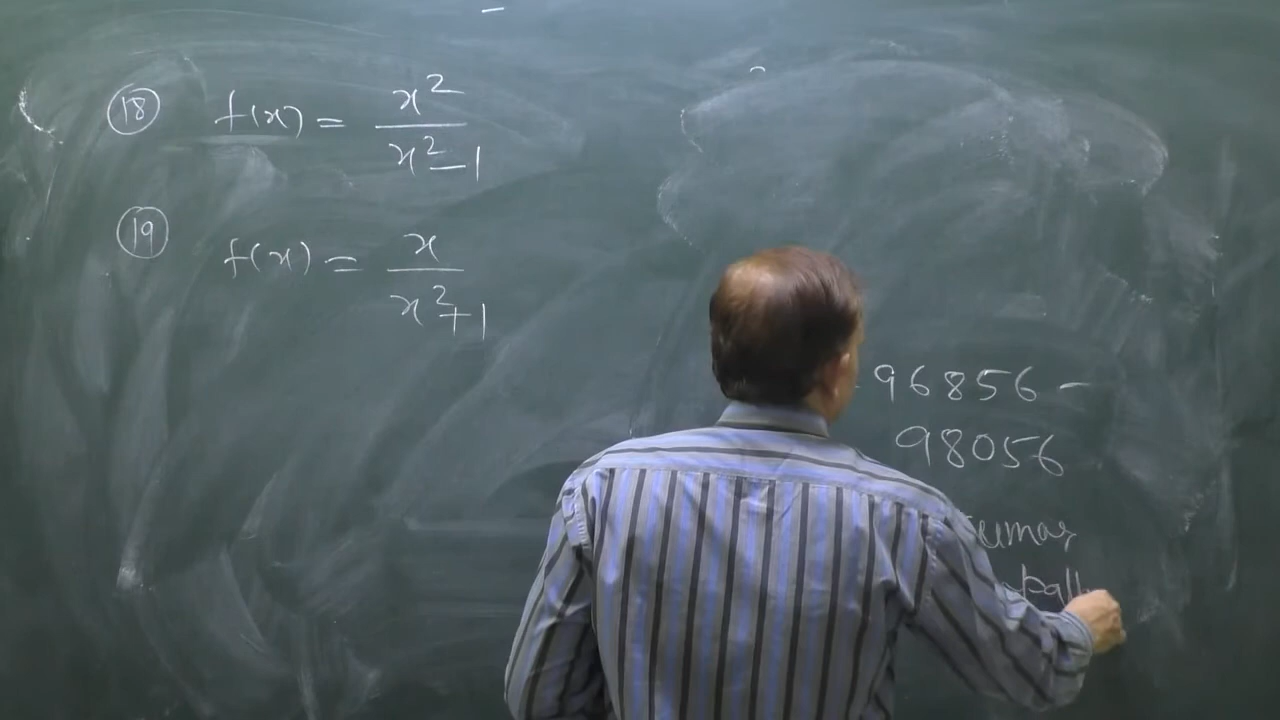 18 f(x) = x²/(x²-1)
19 f(x) = x/(x²+1)
96856-
98056